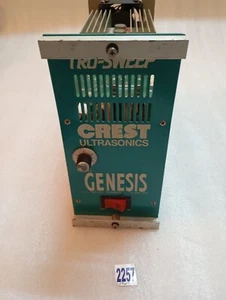 TRU-SWEEP
CREST
ULTRASONICS
GENESIS
2257